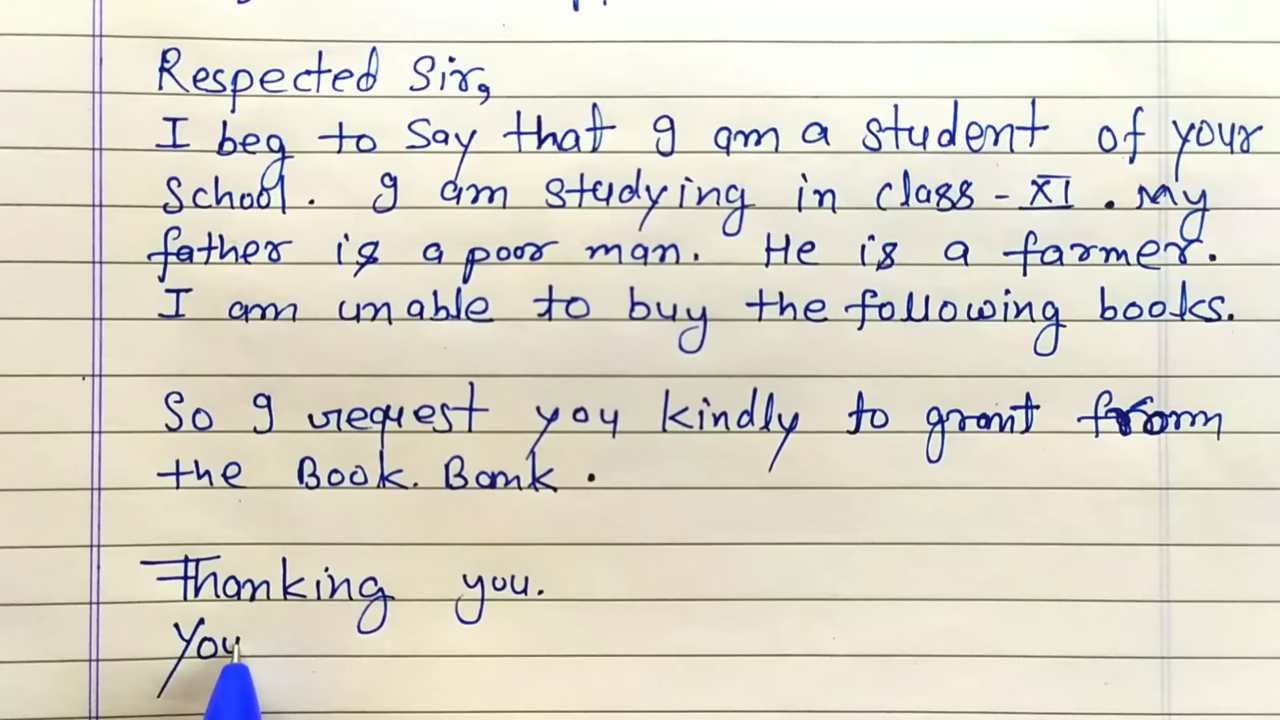 Respected Sir,
I beg to Say that I am a student of your
School. I am studying in class - XI. My
father is a poor man. He is a farmer.
I am unable to buy the following books.
So I request you kindly to grant from
the Book. Bank.
Thanking you.
You